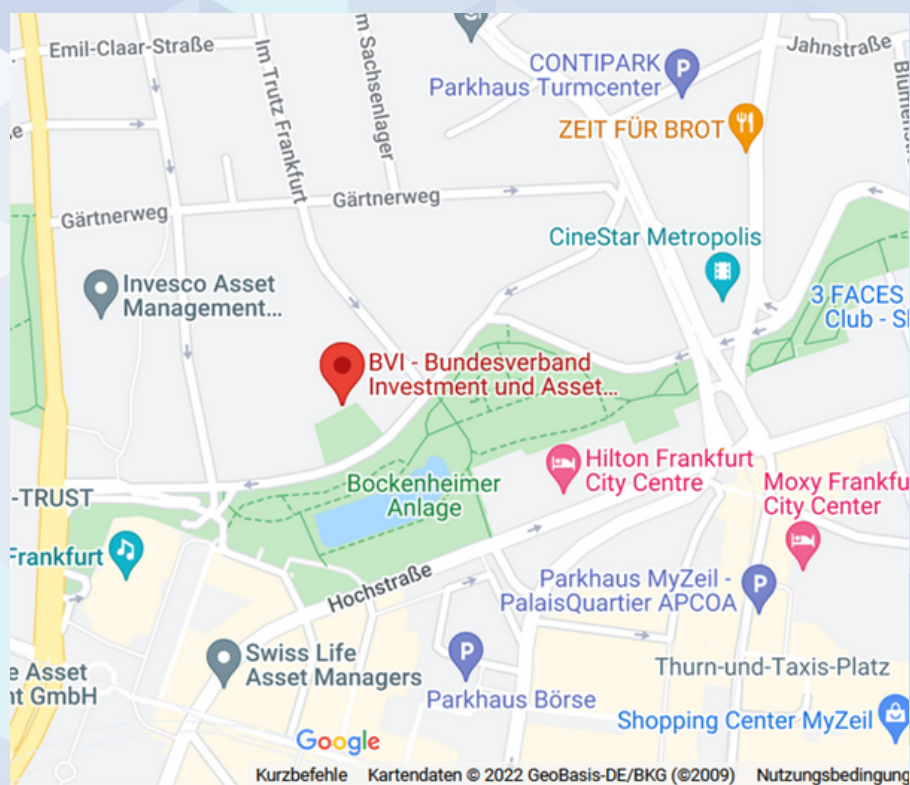 Emil-Claar-Straße
Im Trutz Frankfurt
m Sachsenlager
CONTIPARK
Parkhaus Turmcenter
Jahnstraße
ZEIT FÜR BROT
Gärtnerweg
Gärtnerweg
CineStar Metropolis
Invesco Asset
Management...
3 FACES
Club - S
BVI - Bundesverband
Investment und Asset...
-TRUST
Bockenheimer
Anlage
Hilton Frankfurt
City Centre
Moxy Frankfu
City Center
Frankfurt
Hochstraße
Parkhaus MyZeil -
PalaisQuartier APCOA
Swiss Life
Asset Managers
Thurn-und-Taxis-Platz
e Asset
nt GmbH
Parkhaus Börse
Shopping Center MyZeil
Google
Kurzbefehle Kartendaten © 2022 GeoBasis-DE/BKG (©2009) Nutzungsbedingung